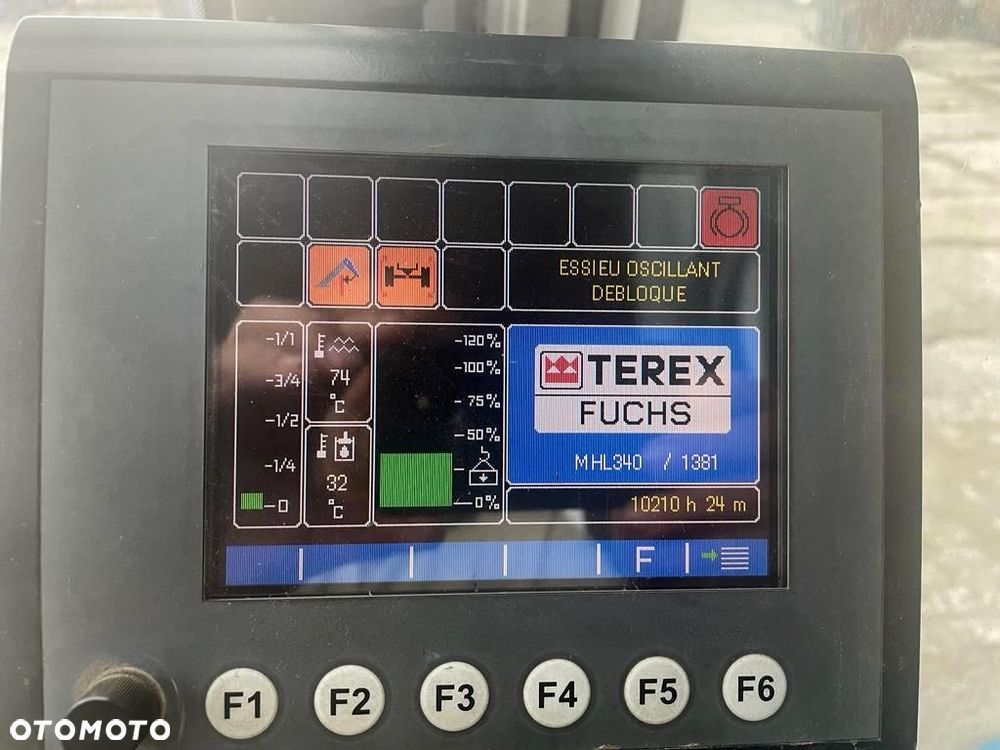 ESSIEU OSCILLANT
DEBLOQUE
-1/1
-3/4
-1/2
-1/4
-0
74
°C
32
°C
-120%
-100%
-75%
-50%
-0%
TEREX
FUCHS
MHL340 / 1381
10210 h 24 m
F
F1 F2 F3 F4 F5 F6
OTOMOTO